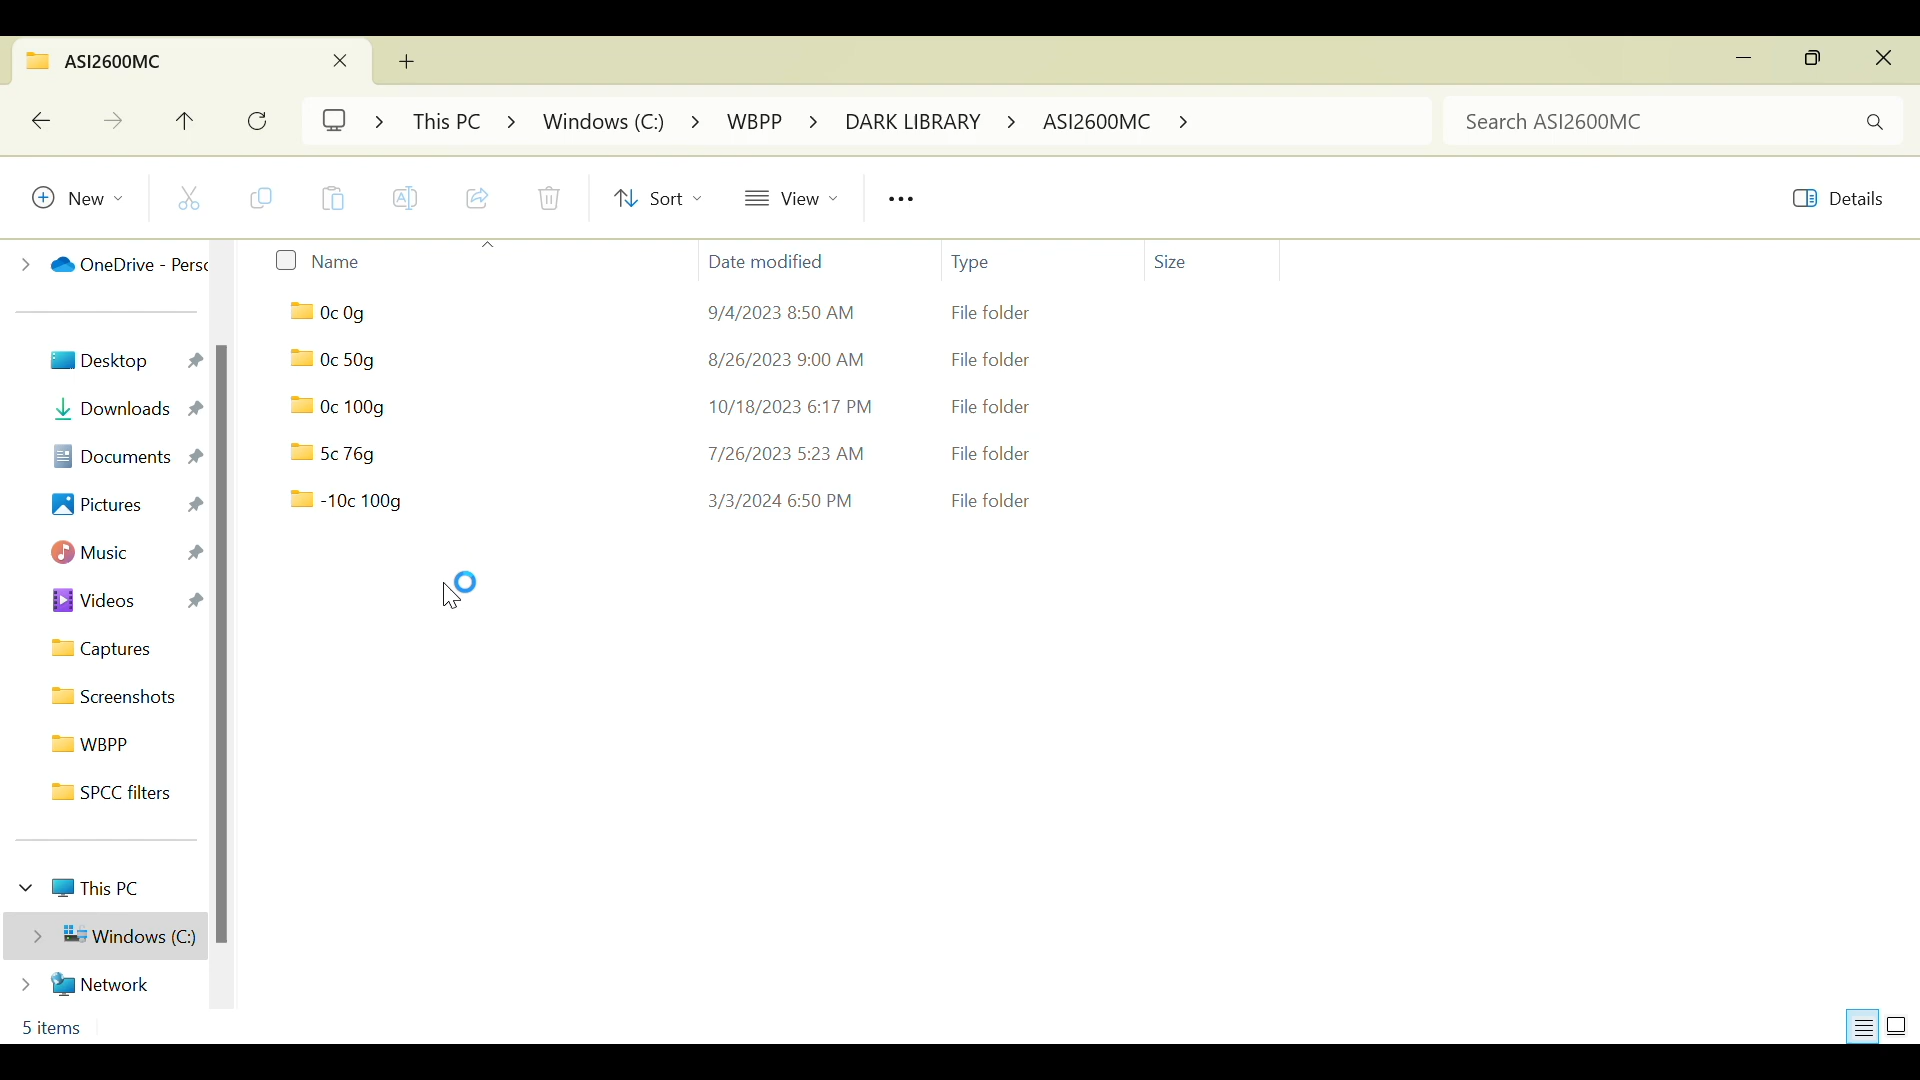 ASI2600MC
This PC > Windows (C:) > WBPP > DARK LIBRARY > ASI2600MC >
Search ASI2600MC
New
Sort
View
Details
OneDrive - Perso
Desktop
Downloads
Documents
Pictures
Music
Videos
Captures
Screenshots
WBPP
SPCC filters
This PC
Windows (C:)
Network
Name Date modified Type Size
0c 0g 9/4/2023 8:50 AM File folder
0c 50g 8/26/2023 9:00 AM File folder
0c 100g 10/18/2023 6:17 PM File folder
5c 76g 7/26/2023 5:23 AM File folder
-10c 100g 3/3/2024 6:50 PM File folder
5 items